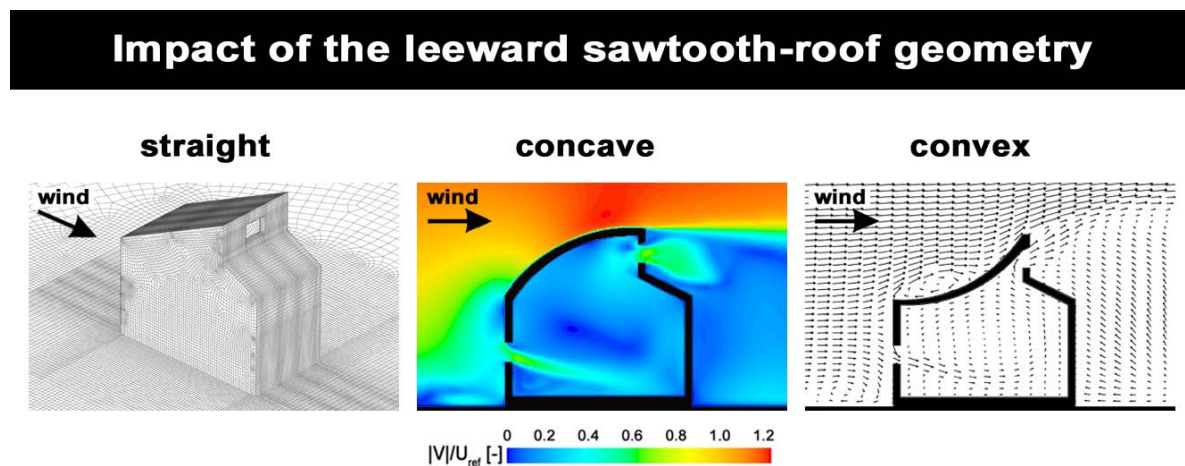 Impact of the leeward sawtooth-roof geometry
straight
concave
convex
wind
wind
wind
0 0.2 0.4 0.6 0.8 1.0 1.2
|V|/Uref [-]